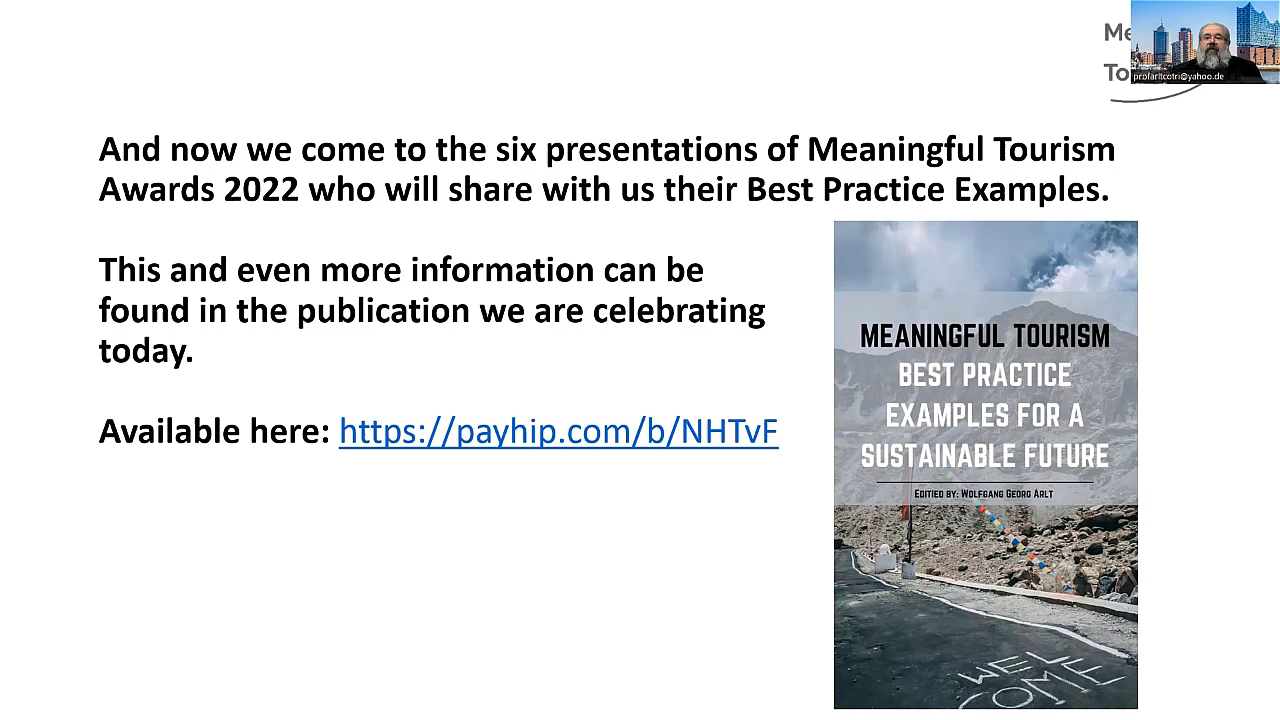 profarltcotri@yahoo.de
And now we come to the six presentations of Meaningful Tourism
Awards 2022 who will share with us their Best Practice Examples.
This and even more information can be
found in the publication we are celebrating
today.
Available here: https://payhip.com/b/NHTvF
MEANINGFUL TOURISM
BEST PRACTICE
EXAMPLES FOR A
SUSTAINABLE FUTURE
EDITIED BY: WOLFGANG GEORG ARLT
WEL
COME